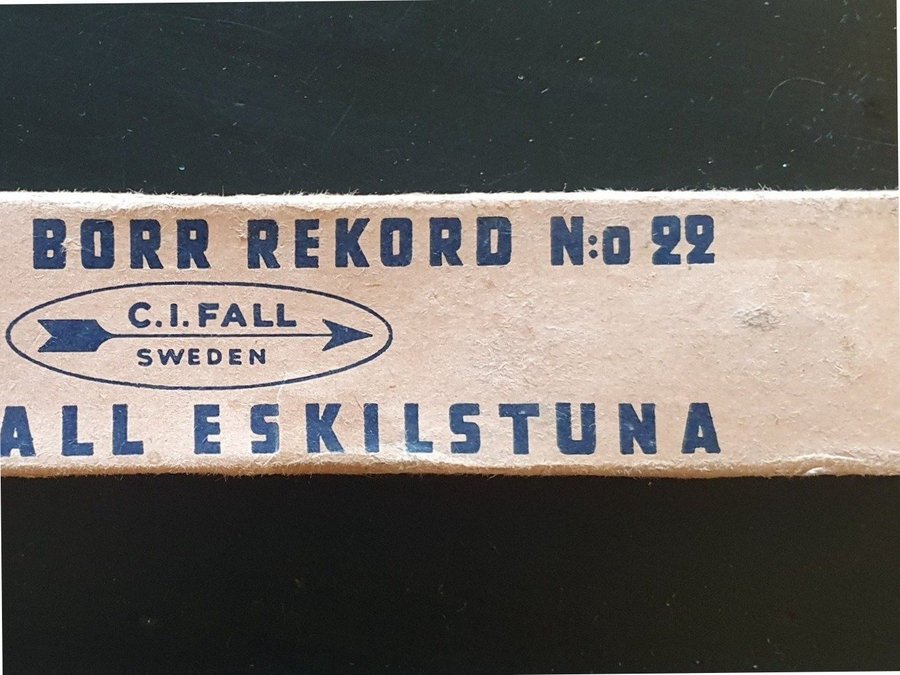 BORR REKORD N:o 22
C.I. FALL
SWEDEN
ALL ESKILSTUNA